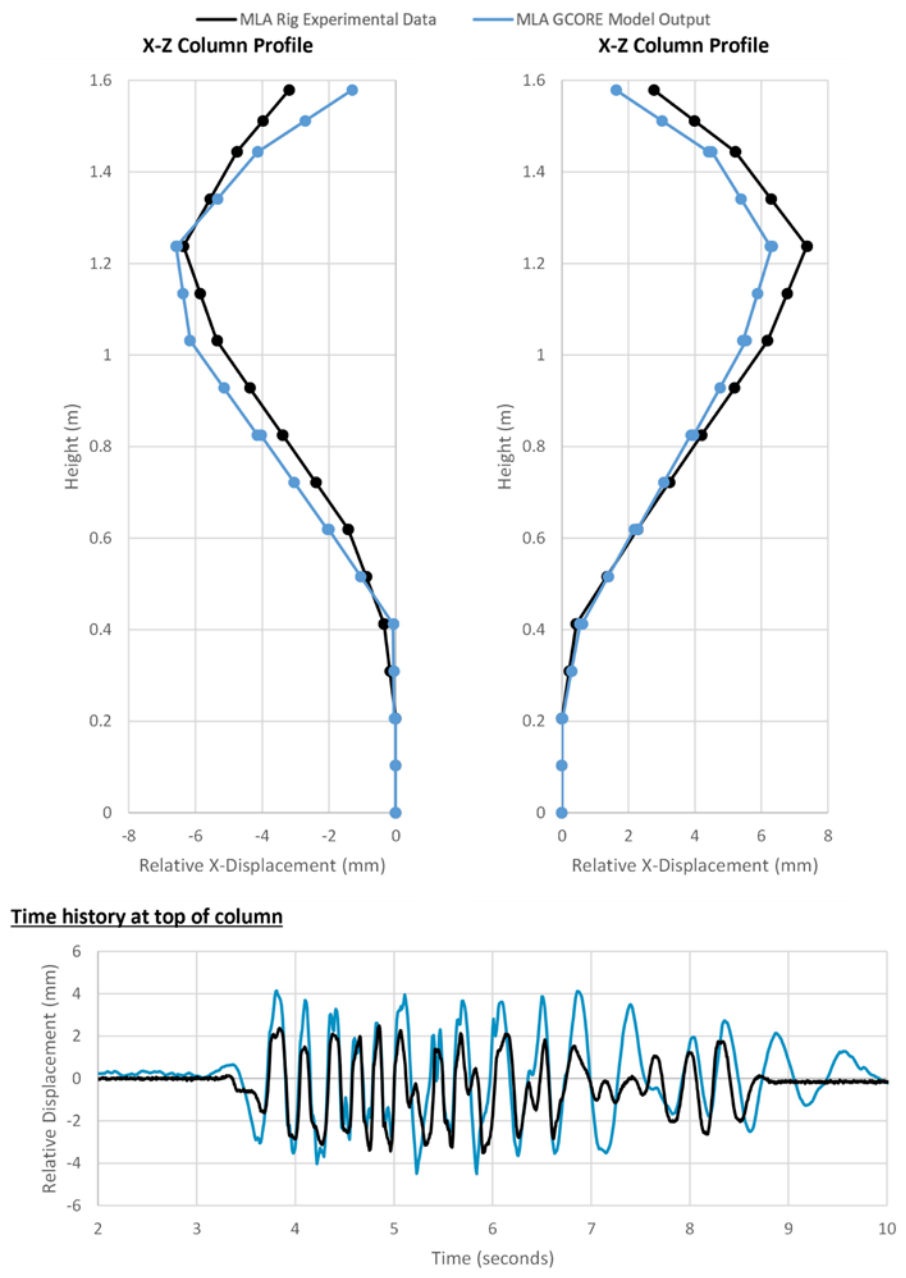 MLA Rig Experimental Data MLA GCORE Model Output
X-Z Column Profile X-Z Column Profile
1.6 1.6
1.4 1.4
1.2 1.2
1 1
Height (m) Height (m)
0.8 0.8
0.6 0.6
0.4 0.4
0.2 0.2
0 0
-8 -6 -4 -2 0 0 2 4 6 8
Relative X-Displacement (mm) Relative X-Displacement (mm)
Time history at top of column
6
4
2
0
-2
-4
-6
Relative Displacement (mm)
2 3 4 5 6 7 8 9 10
Time (seconds)